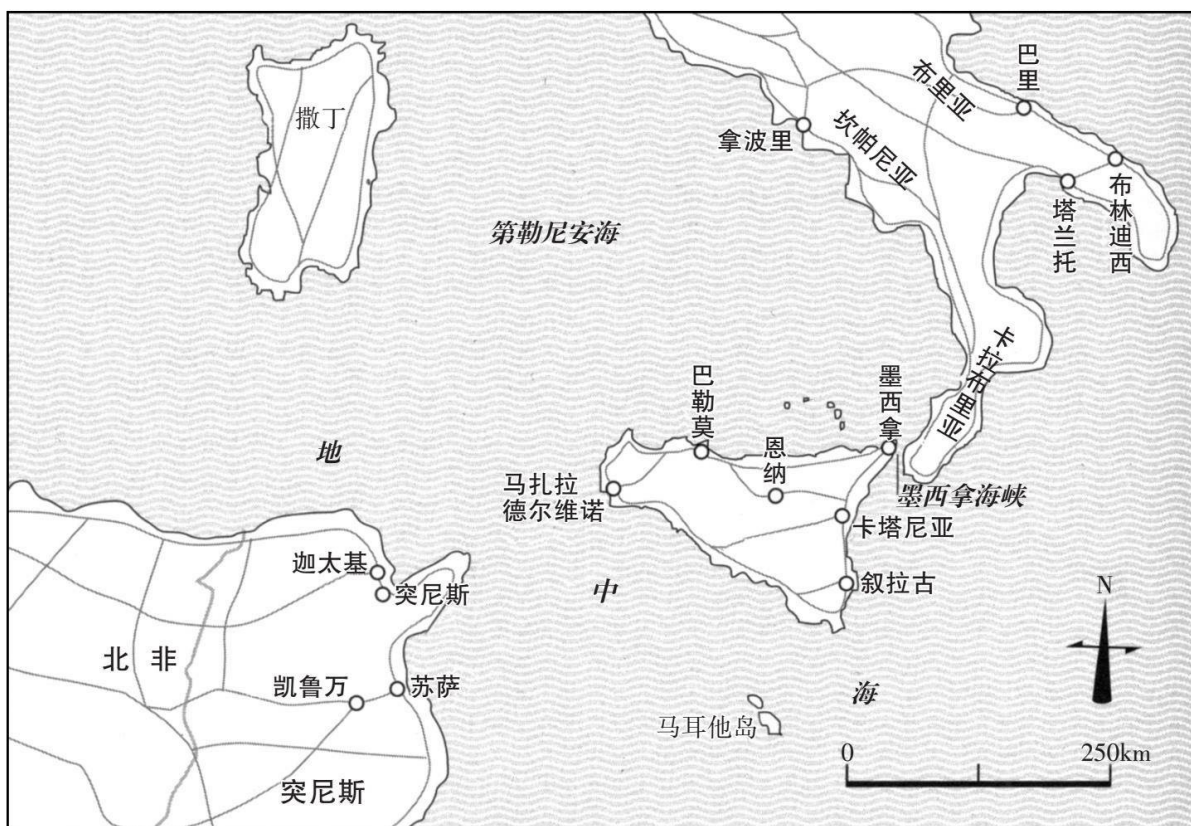 撒丁
布里亚
巴里
拿波里
坎帕尼亚
塔兰托
布林迪西
第勒尼安海
卡拉布里亚
巴勒莫
恩纳
墨西拿
地
马扎拉
德尔维诺
墨西拿海峡
卡塔尼亚
迦太基
突尼斯
中
叙拉古
N
北非
凯鲁万
苏萨
海
马耳他岛
0
250km
突尼斯